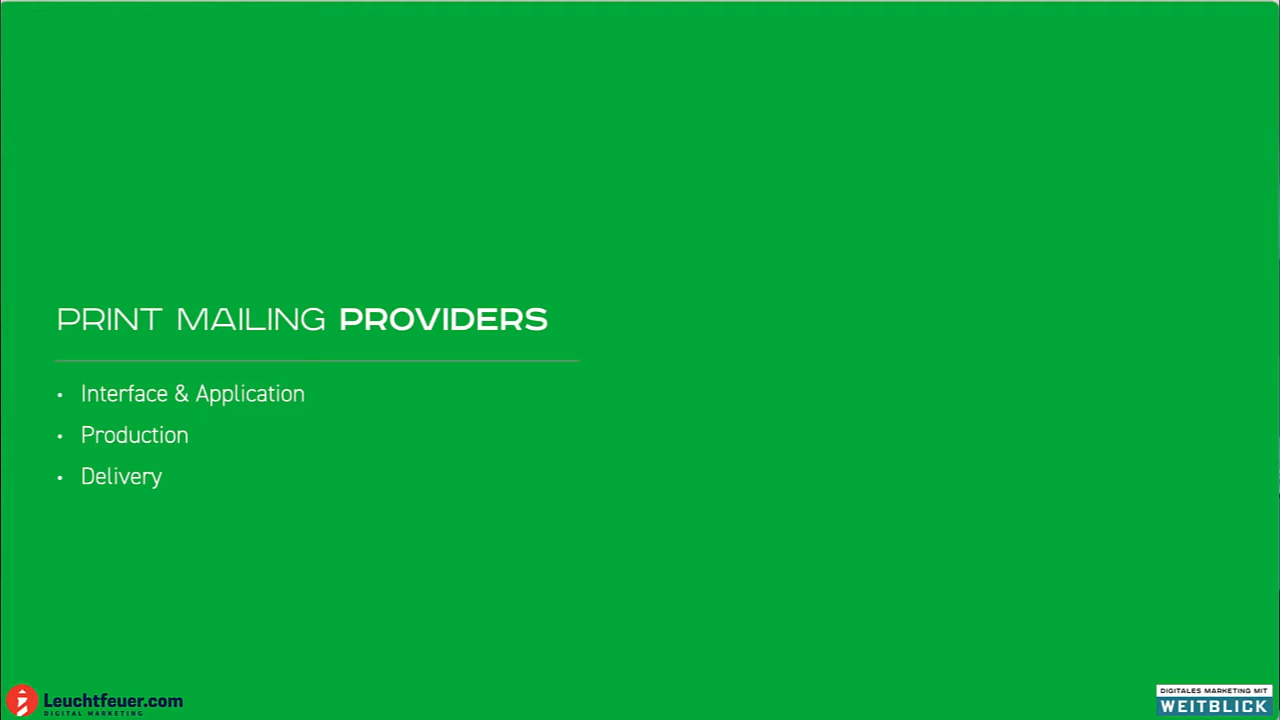 PRINT MAILING PROVIDERS
• Interface & Application
• Production
• Delivery
Leuchtfeuer.com
DIGITAL MARKETING
DIGITALES MARKETING MIT
WEITBLICK